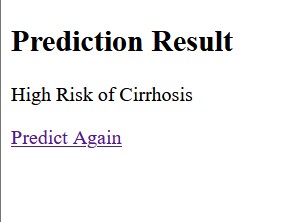 Prediction Result
High Risk of Cirrhosis
Predict Again